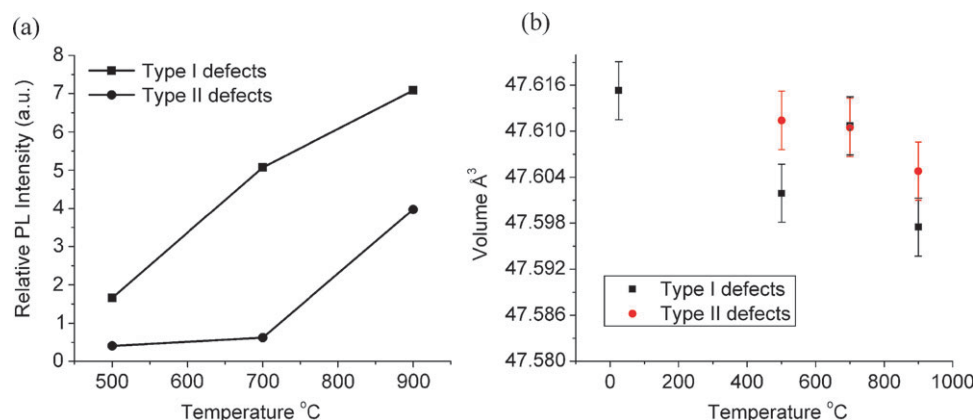 (a)
8
7
6
5
4
3
2
1
0
Relative PL Intensity (a.u.)
Type I defects
Type II defects
500 600 700 800 900
Temperature °C
(b)
47.616
47.610
47.604
47.598
47.592
47.586
47.580
Volume Å³
Type I defects
Type II defects
0 200 400 600 800 1000
Temperature °C